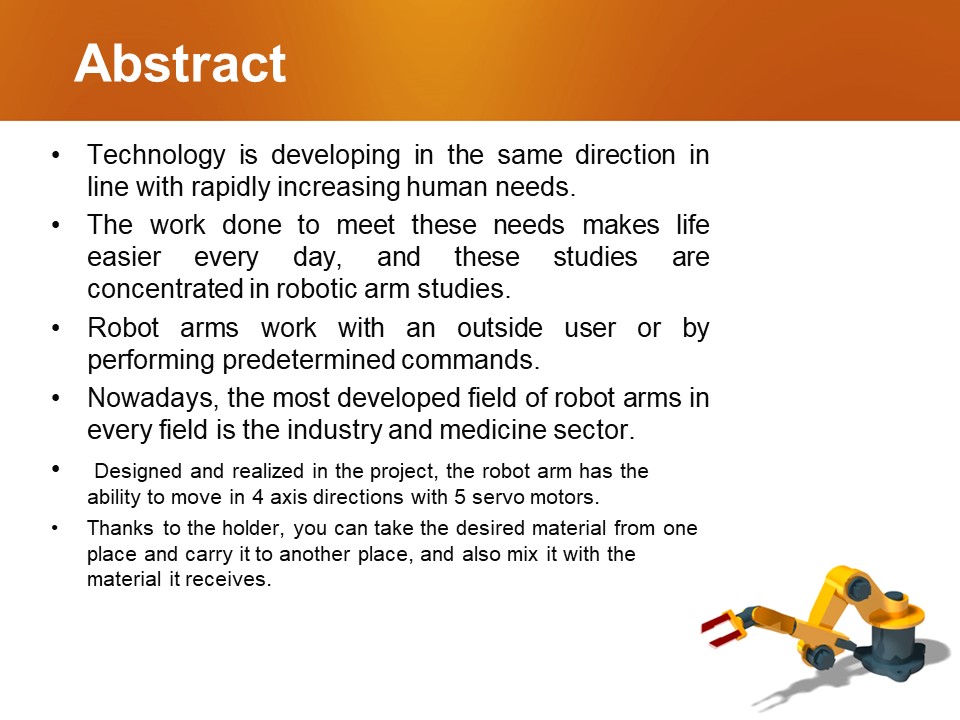 Abstract
• Technology is developing in the same direction in
line with rapidly increasing human needs.
• The work done to meet these needs makes life
easier every day, and these studies are
concentrated in robotic arm studies.
• Robot arms work with an outside user or by
performing predetermined commands.
• Nowadays, the most developed field of robot arms in
every field is the industry and medicine sector.
• Designed and realized in the project, the robot arm has the
ability to move in 4 axis directions with 5 servo motors.
• Thanks to the holder, you can take the desired material from one
place and carry it to another place, and also mix it with the
material it receives.